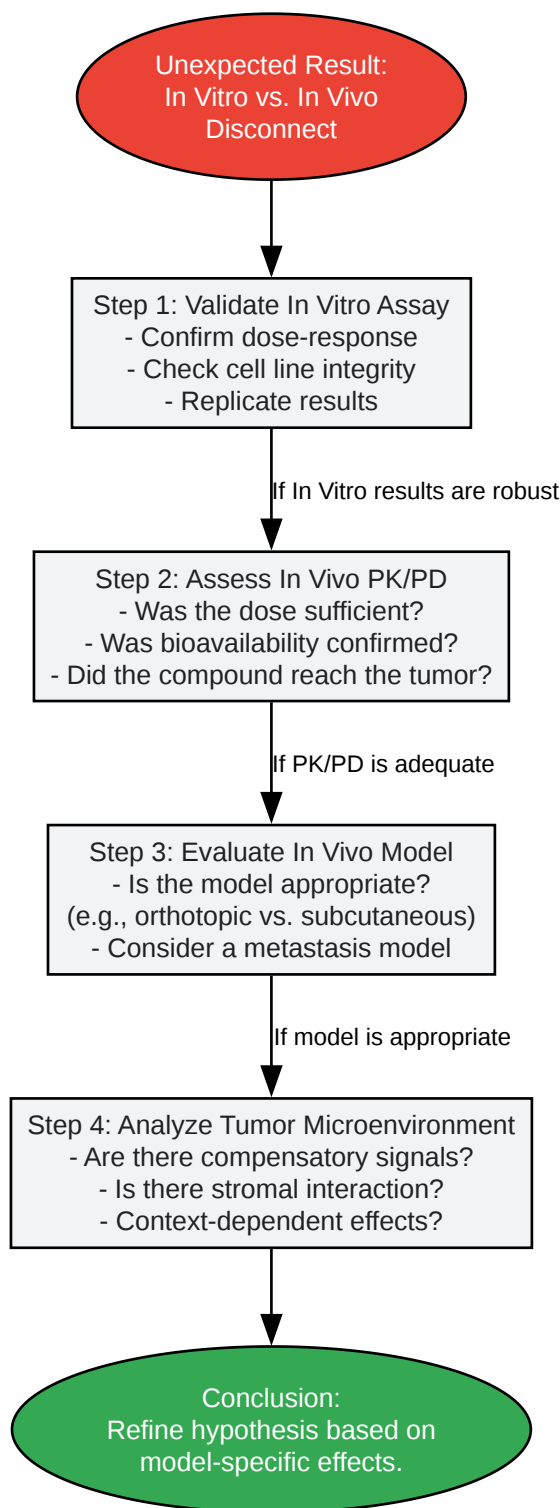 Unexpected Result:
In Vitro vs. In Vivo
Disconnect
Step 1: Validate In Vitro Assay
- Confirm dose-response
- Check cell line integrity
- Replicate results
If In Vitro results are robust
Step 2: Assess In Vivo PK/PD
- Was the dose sufficient?
- Was bioavailability confirmed?
- Did the compound reach the tumor?
If PK/PD is adequate
Step 3: Evaluate In Vivo Model
- Is the model appropriate?
(e.g., orthotopic vs. subcutaneous)
- Consider a metastasis model
If model is appropriate
Step 4: Analyze Tumor Microenvironment
- Are there compensatory signals?
- Is there stromal interaction?
- Context-dependent effects?
Conclusion:
Refine hypothesis based on
model-specific effects.